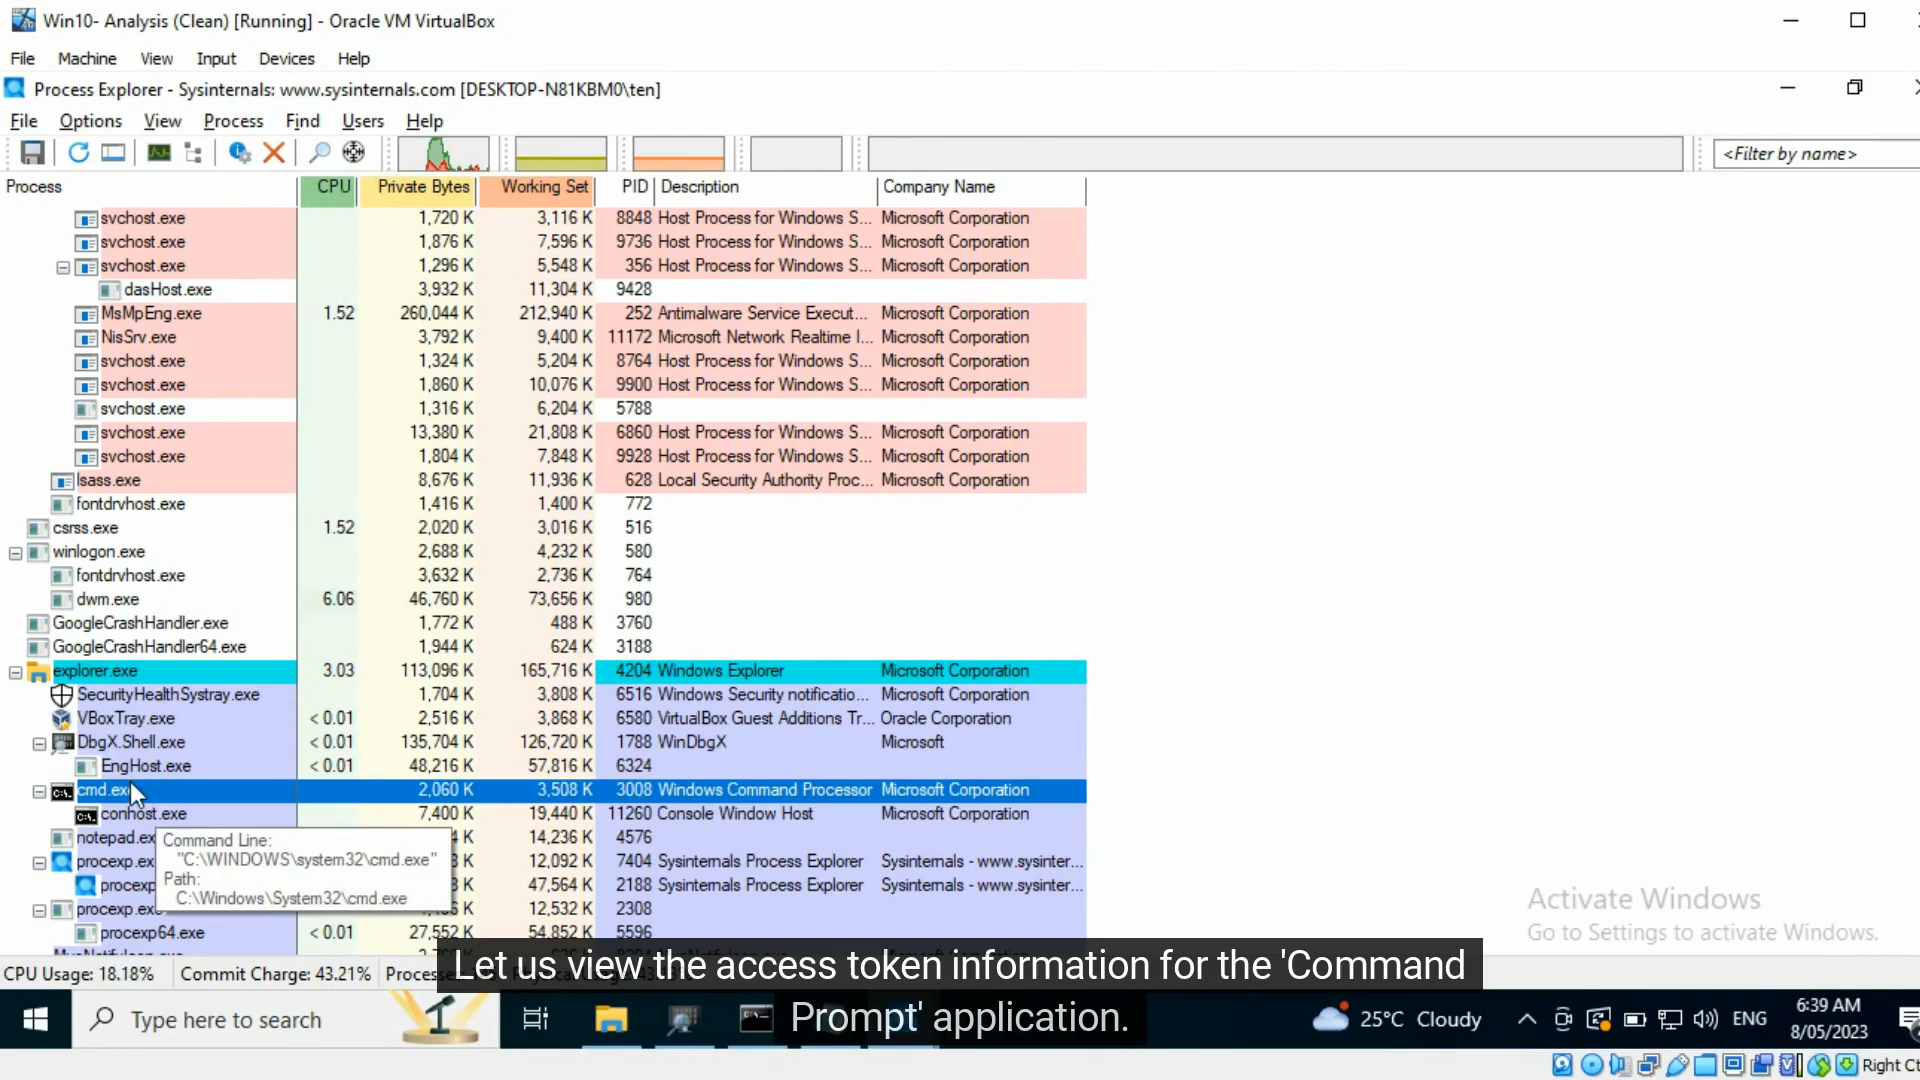 Win10- Analysis (Clean) [Running] - Oracle VM VirtualBox
File Machine View Input Devices Help
Process Explorer - Sysinternals: www.sysinternals.com [DESKTOP-N81KBM0\ten]
File Options View Process Find Users Help
<Filter by name>
Process CPU Private Bytes Working Set PID Description Company Name
svchost.exe 1,720 K 3,116 K 8848 Host Process for Windows S... Microsoft Corporation
svchost.exe 1,876 K 7,596 K 9736 Host Process for Windows S... Microsoft Corporation
svchost.exe 1,296 K 5,548 K 356 Host Process for Windows S... Microsoft Corporation
dasHost.exe 3,932 K 11,304 K 9428
MsMpEng.exe 1.52 260,044 K 212,940 K 252 Antimalware Service Execut... Microsoft Corporation
NisSrv.exe 3,792 K 9,400 K 11172 Microsoft Network Realtime I... Microsoft Corporation
svchost.exe 1,324 K 5,204 K 8764 Host Process for Windows S... Microsoft Corporation
svchost.exe 1,860 K 10,076 K 9900 Host Process for Windows S... Microsoft Corporation
svchost.exe 1,316 K 6,204 K 5788
svchost.exe 13,380 K 21,808 K 6860 Host Process for Windows S... Microsoft Corporation
svchost.exe 1,804 K 7,848 K 9928 Host Process for Windows S... Microsoft Corporation
lsass.exe 8,676 K 11,936 K 628 Local Security Authority Proc... Microsoft Corporation
fontdrvhost.exe 1,416 K 1,400 K 772
csrss.exe 1.52 2,020 K 3,016 K 516
winlogon.exe 2,688 K 4,232 K 580
fontdrvhost.exe 3,632 K 2,736 K 764
dwm.exe 6.06 46,760 K 73,656 K 980
GoogleCrashHandler.exe 1,772 K 488 K 3760
GoogleCrashHandler64.exe 1,944 K 624 K 3188
explorer.exe 3.03 113,096 K 165,716 K 4204 Windows Explorer Microsoft Corporation
SecurityHealthSystray.exe 1,704 K 3,808 K 6516 Windows Security notificatio... Microsoft Corporation
VBoxTray.exe < 0.01 2,516 K 3,868 K 6580 VirtualBox Guest Additions Tr... Oracle Corporation
DbgX.Shell.exe < 0.01 135,704 K 126,720 K 1788 WinDbgX Microsoft
EngHost.exe < 0.01 48,216 K 57,816 K 6324
cmd.ex 2,060 K 3,508 K 3008 Windows Command Processor Microsoft Corporation
conhost.exe 7,400 K 19,440 K 11260 Console Window Host Microsoft Corporation
notepad.ex 4 K 14,236 K 4576
procexp.ex 8 K 12,092 K 7404 Sysinternals Process Explorer Sysinternals - www.sysinter...
procexp 8 K 47,564 K 2188 Sysinternals Process Explorer Sysinternals - www.sysinter...
procexp.ex K 12,532 K 2308
procexp64.exe < 0.01 27,552 K 54,852 K 5596
Command Line:
"C:\WINDOWS\system32\cmd.exe"
Path:
C:\Windows\System32\cmd.exe
Activate Windows
Go to Settings to activate Windows.
CPU Usage: 18.18% Commit Charge: 43.21% Processe
Let us view the access token information for the 'Command
Prompt' application.
Type here to search
25°C Cloudy
ENG
6:39 AM
8/05/2023
Right Ct